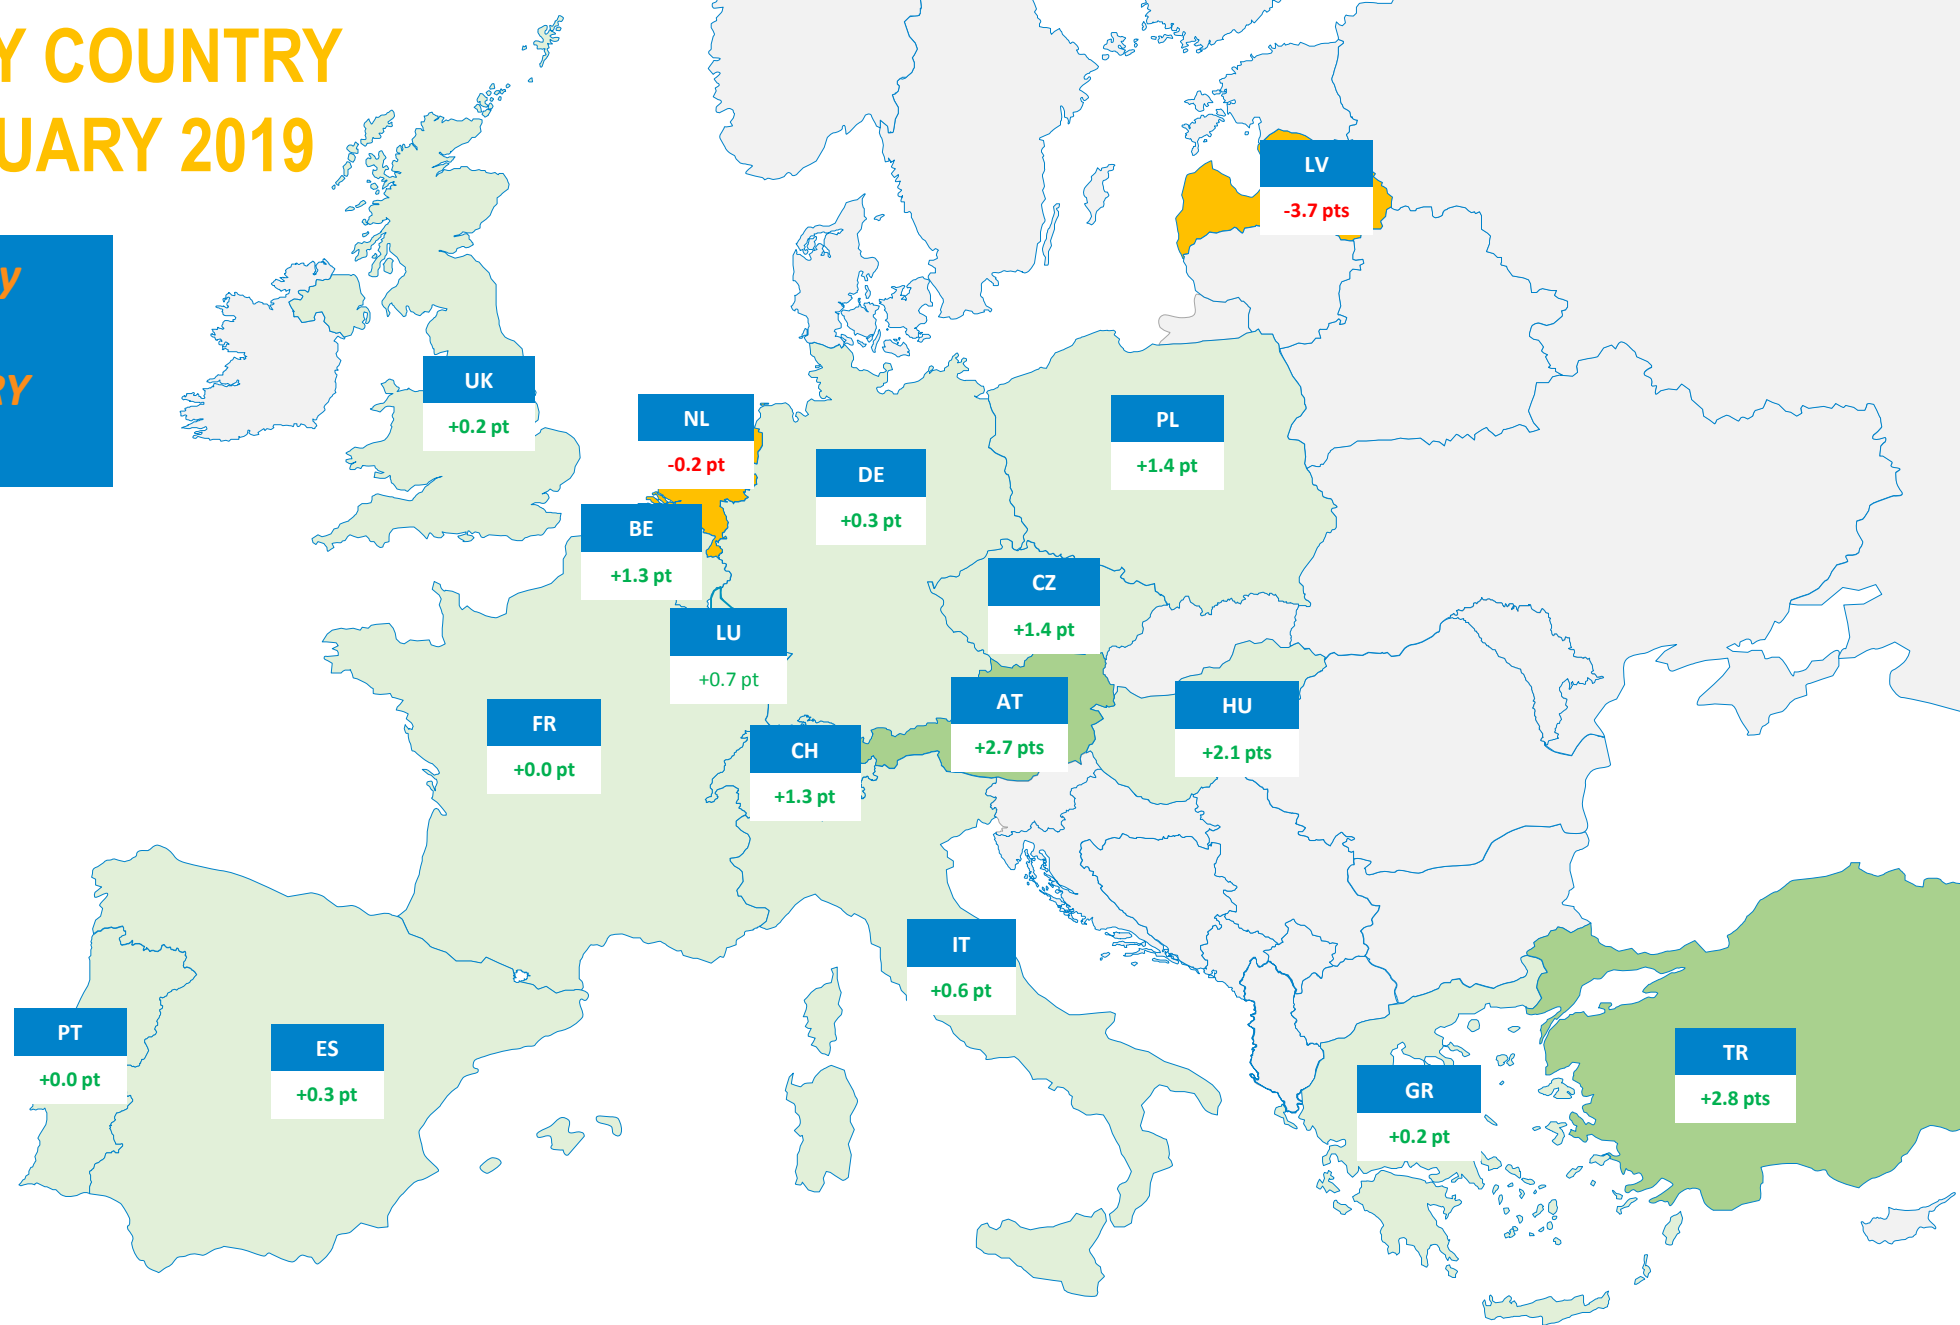 Y COUNTRY
UARY 2019
y
RY
LV
-3.7 pts
UK
+0.2 pt
NL
-0.2 pt
PL
+1.4 pt
DE
+0.3 pt
BE
+1.3 pt
CZ
+1.4 pt
LU
+0.7 pt
AT
+2.7 pts
HU
+2.1 pts
FR
+0.0 pt
CH
+1.3 pt
IT
+0.6 pt
PT
+0.0 pt
ES
+0.3 pt
TR
+2.8 pts
GR
+0.2 pt